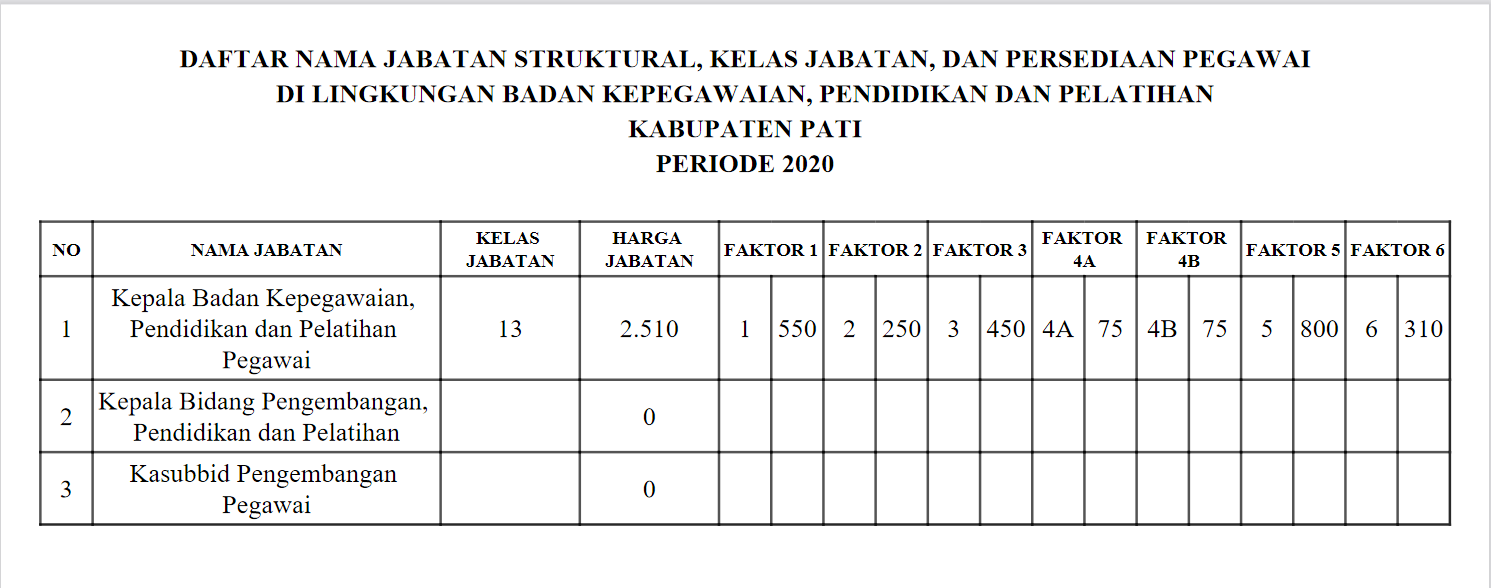 DAFTAR NAMA JABATAN STRUKTURAL, KELAS JABATAN, DAN PERSEDIAAN PEGAWAI
DI LINGKUNGAN BADAN KEPEGAWAIAN, PENDIDIKAN DAN PELATIHAN
KABUPATEN PATI
PERIODE 2020
NO NAMA JABATAN KELAS JABATAN HARGA JABATAN FAKTOR 1 FAKTOR 2 FAKTOR 3 FAKTOR 4A FAKTOR 4B FAKTOR 5 FAKTOR 6
1 Kepala Badan Kepegawaian, Pendidikan dan Pelatihan Pegawai 13 2.510 1 550 2 250 3 450 4A 75 4B 75 5 800 6 310
2 Kepala Bidang Pengembangan, Pendidikan dan Pelatihan 0
3 Kasubbid Pengembangan Pegawai 0